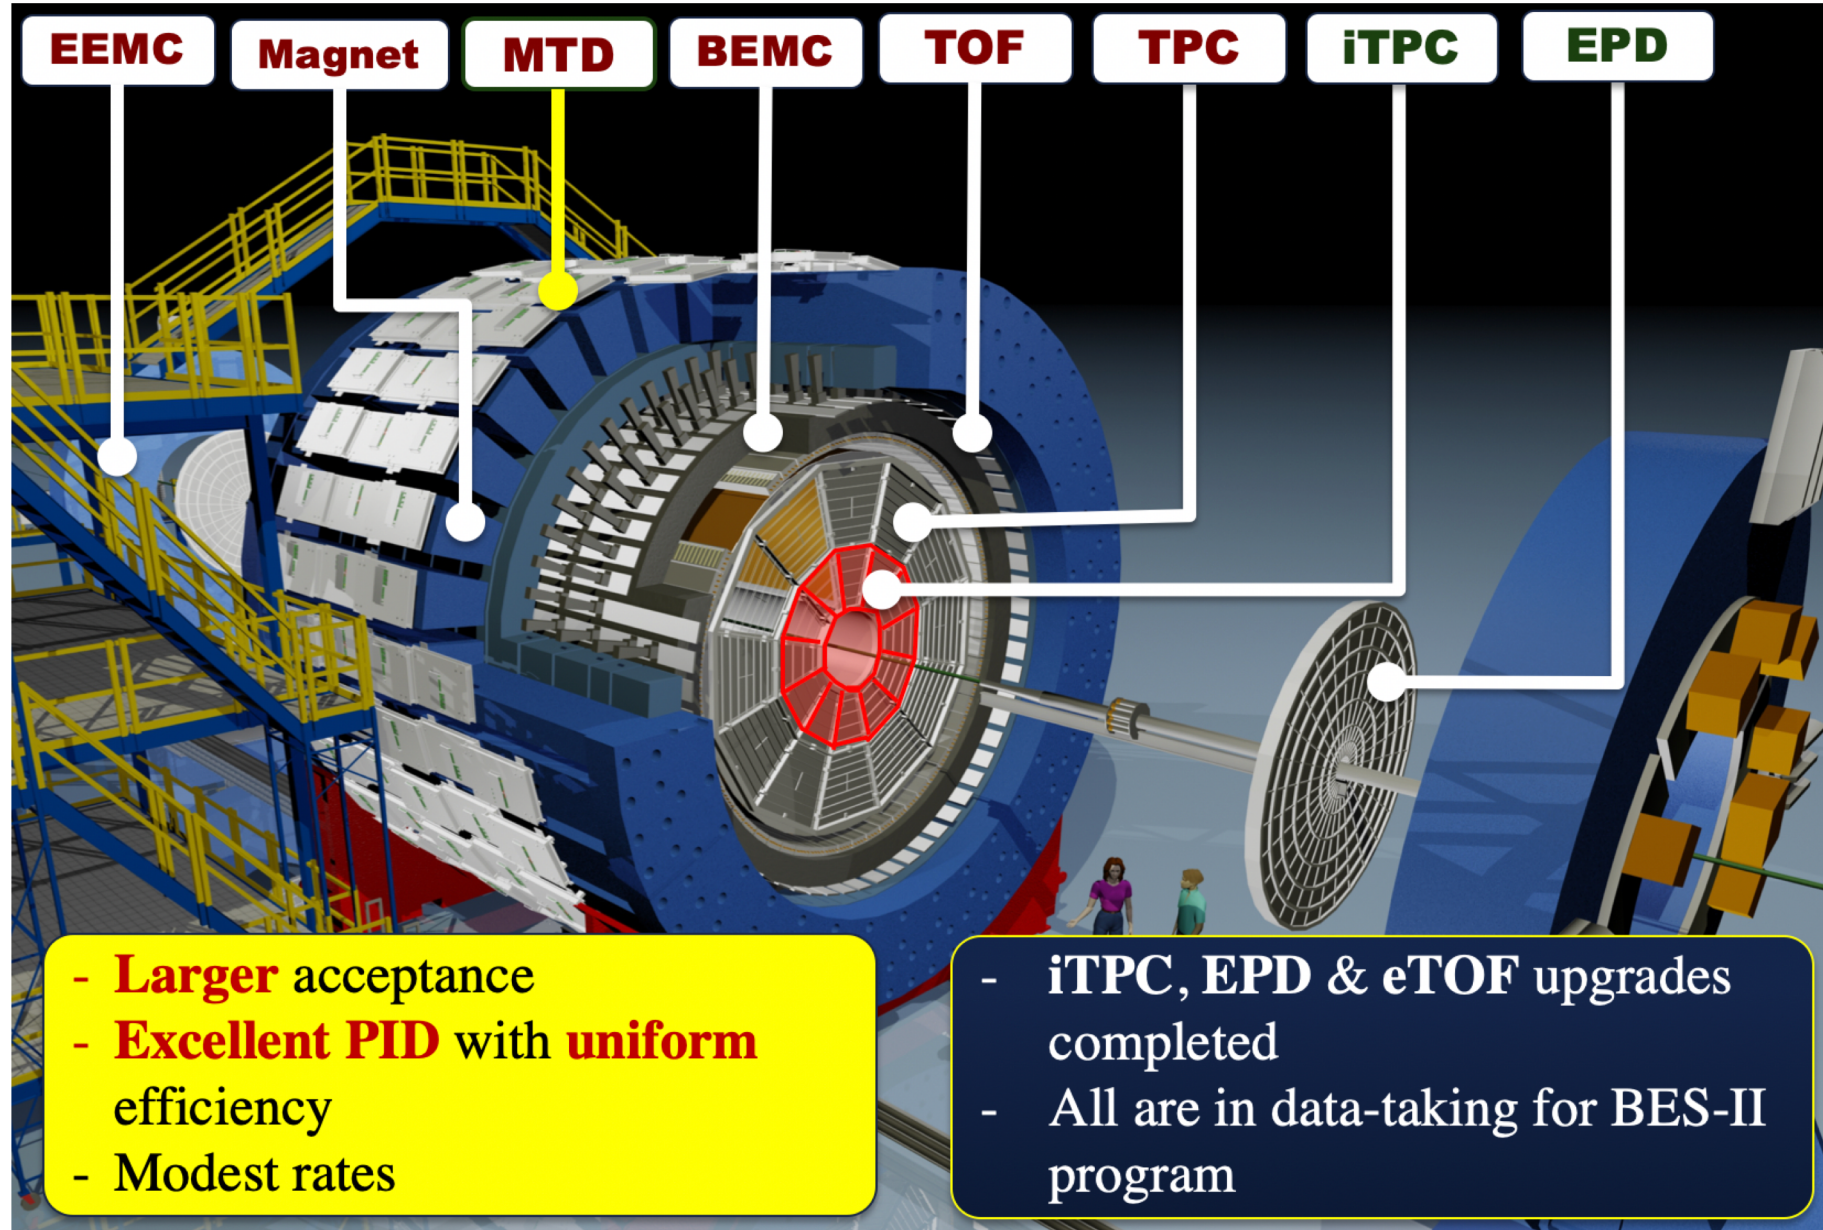 EEMC Magnet MTD BEMC TOF TPC iTPC EPD
- Larger acceptance
- Excellent PID with uniform
efficiency
- Modest rates
- iTPC, EPD & eTOF upgrades
completed
- All are in data-taking for BES-II
program